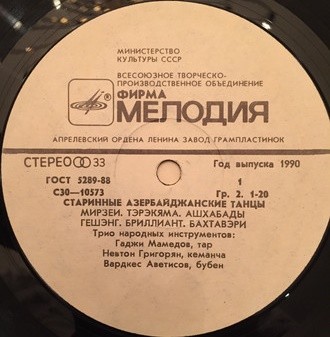 МИНИСТЕРСТВО
КУЛЬТУРЫ СССР
ВСЕСОЮЗНОЕ ТВОРЧЕСКО-
ПРОИЗВОДСТВЕННОЕ ОБЪЕДИНЕНИЕ
ФИРМА
МЕЛОДИЯ
АПРЕЛЕВСКИЙ ОРДЕНА ЛЕНИНА ЗАВОД ГРАМПЛАСТИНОК
СТЕРЕО 33 Год выпуска 1990
ГОСТ 5289-88 1
С30—10573 Гр. 2. 1-20
СТАРИННЫЕ АЗЕРБАЙДЖАНСКИЕ ТАНЦЫ
МИРЗЕИ. ТЭРЭКЯМА. АШХАБАДЫ
ГЕШЭНГ. БРИЛЛИАНТ. БАХТАВЭРИ
Трио народных инструментов:
Гаджи Мамедов, тар
Невтон Григорян, кеманча
Вардкес Аветисов, бубен